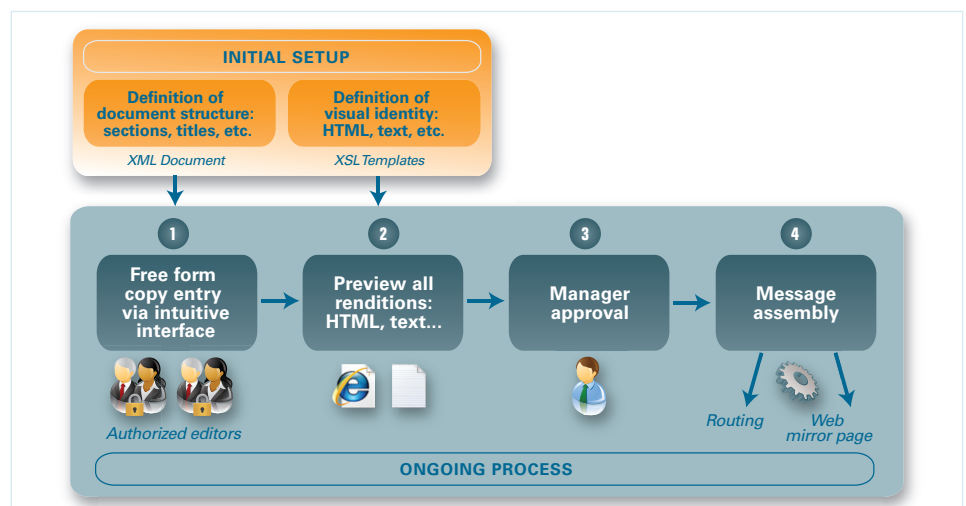 INITIAL SETUP
Definition of
document structure:
sections, titles, etc.
XML Document
Definition of
visual identity:
HTML, text, etc.
XSL Templates
1
Free form
copy entry
via intuitive
interface
Authorized editors
2
Preview all
renditions:
HTML, text...
3
Manager
approval
4
Message
assembly
Routing
Web
mirror page
ONGOING PROCESS